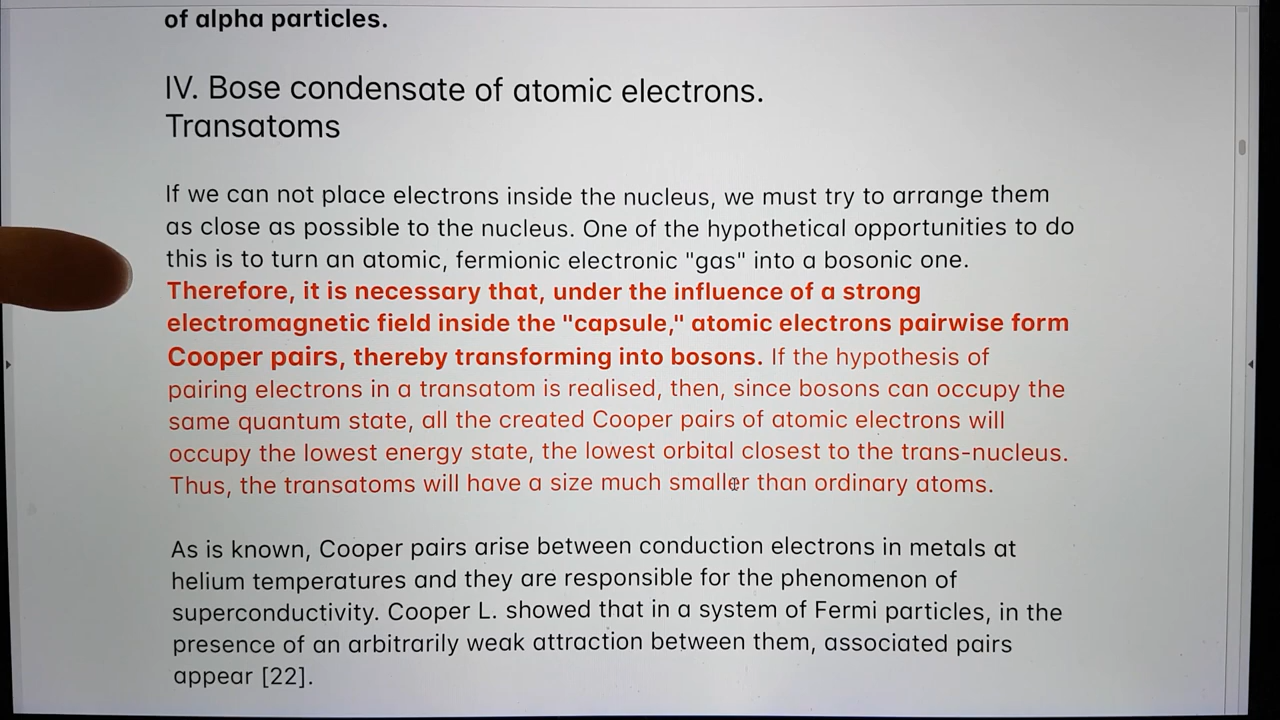 of alpha particles.
IV. Bose condensate of atomic electrons.
Transatoms
If we can not place electrons inside the nucleus, we must try to arrange them
as close as possible to the nucleus. One of the hypothetical opportunities to do
this is to turn an atomic, fermionic electronic "gas" into a bosonic one.
Therefore, it is necessary that, under the influence of a strong
electromagnetic field inside the "capsule," atomic electrons pairwise form
Cooper pairs, thereby transforming into bosons. If the hypothesis of
pairing electrons in a transatom is realised, then, since bosons can occupy the
same quantum state, all the created Cooper pairs of atomic electrons will
occupy the lowest energy state, the lowest orbital closest to the trans-nucleus.
Thus, the transatoms will have a size much smaller than ordinary atoms.
As is known, Cooper pairs arise between conduction electrons in metals at
helium temperatures and they are responsible for the phenomenon of
superconductivity. Cooper L. showed that in a system of Fermi particles, in the
presence of an arbitrarily weak attraction between them, associated pairs
appear [22].